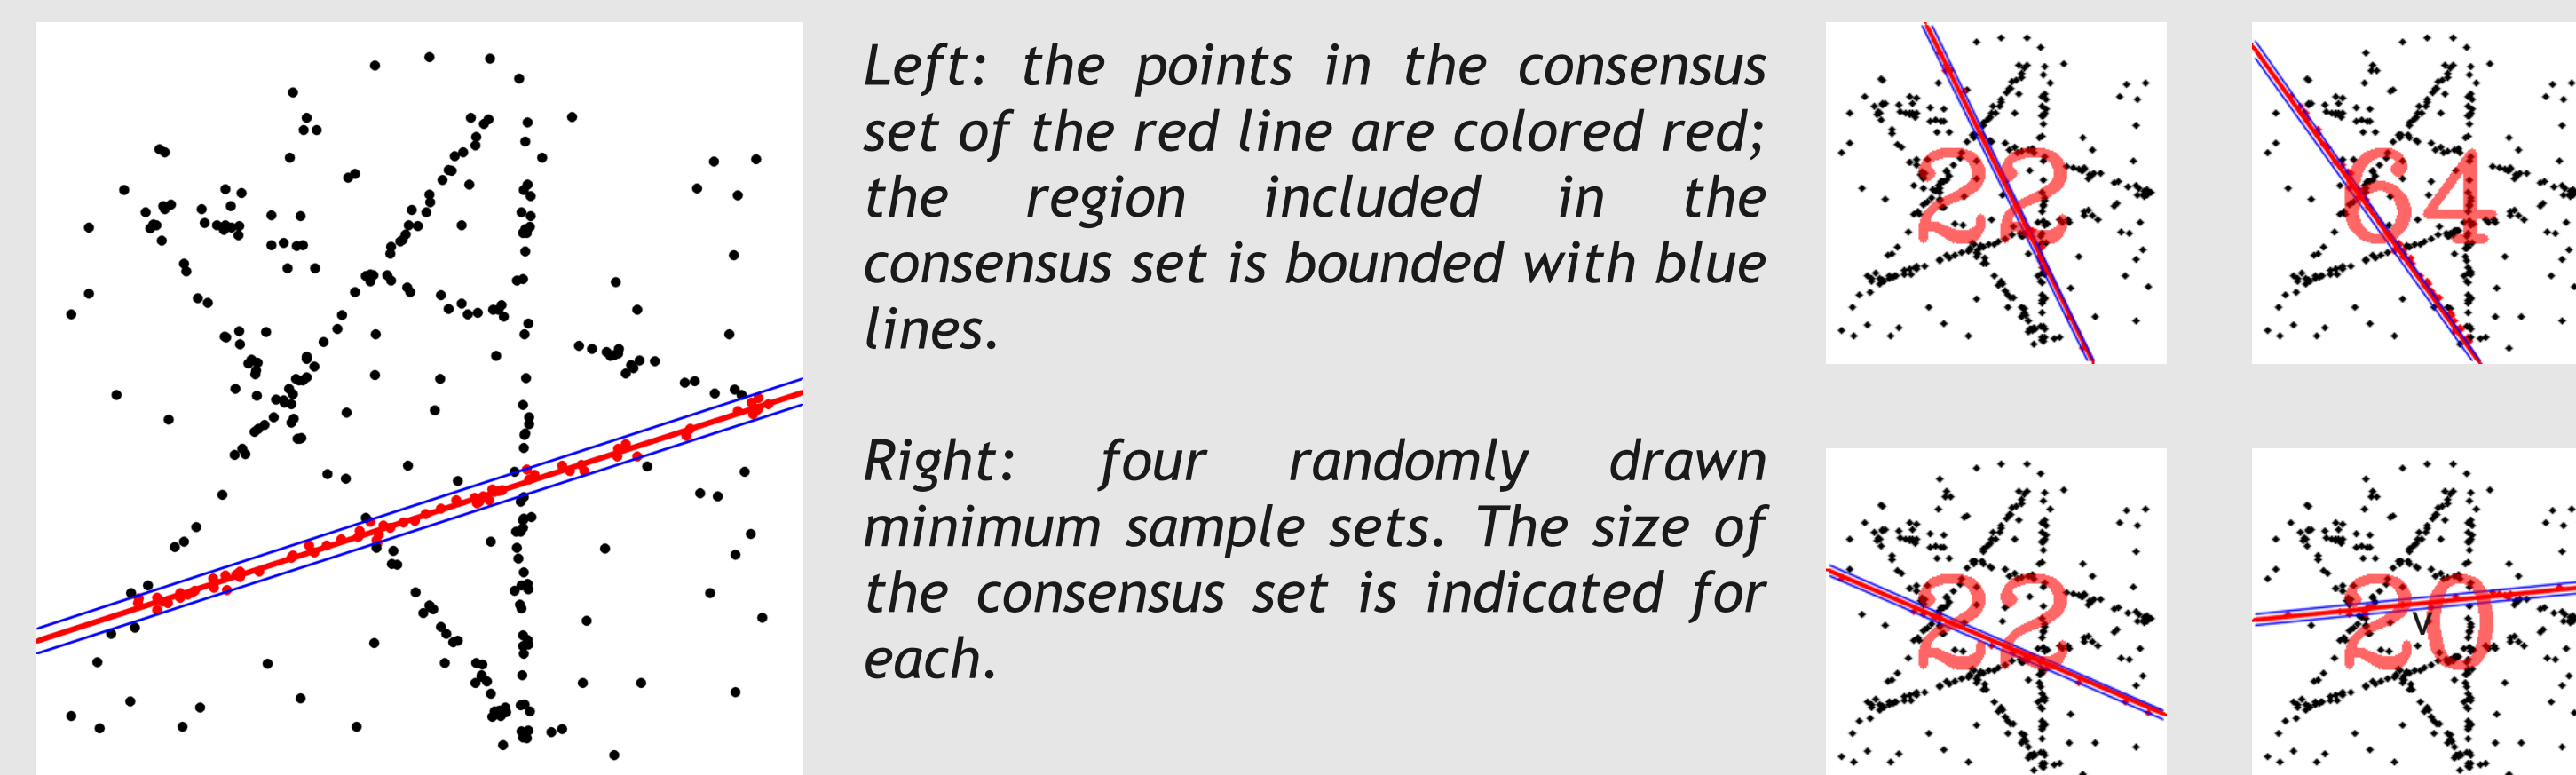 Left: the points in the consensus
set of the red line are colored red;
the region included in the
consensus set is bounded with blue
lines.
Right: four randomly drawn
minimum sample sets. The size of
the consensus set is indicated for
each.
22
64
22
20
v